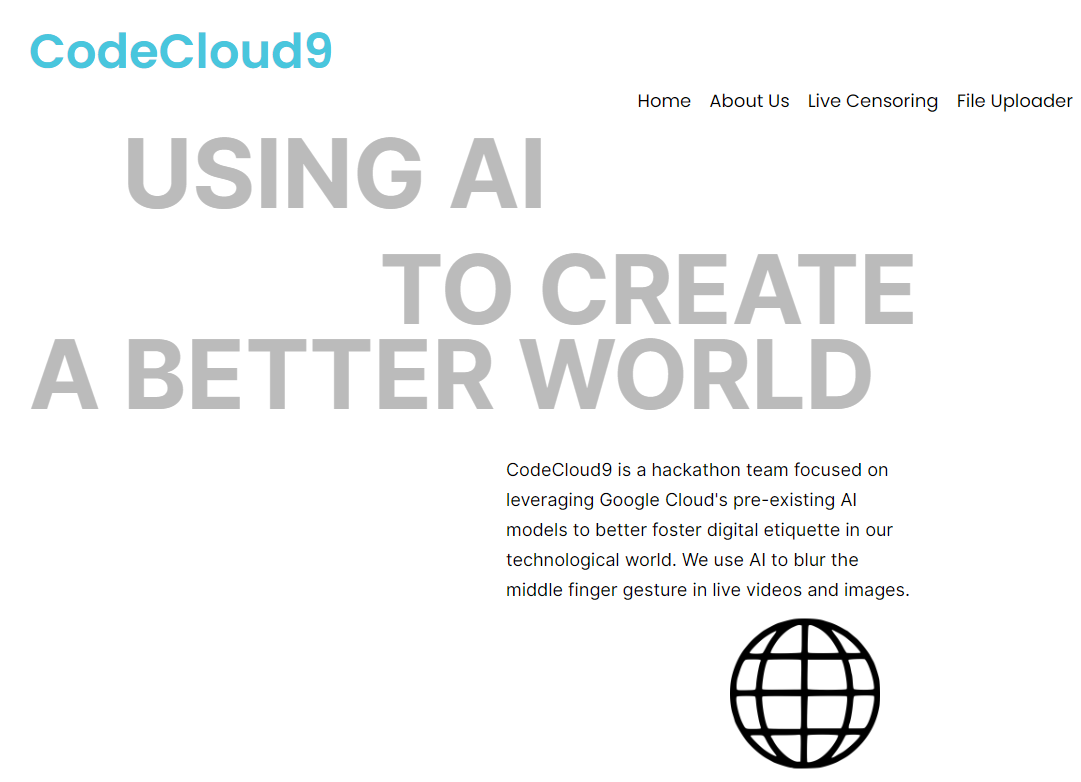 CodeCloud9
Home About Us Live Censoring File Uploader
USING AI
TO CREATE
A BETTER WORLD
CodeCloud9 is a hackathon team focused on
leveraging Google Cloud's pre-existing AI
models to better foster digital etiquette in our
technological world. We use AI to blur the
middle finger gesture in live videos and images.